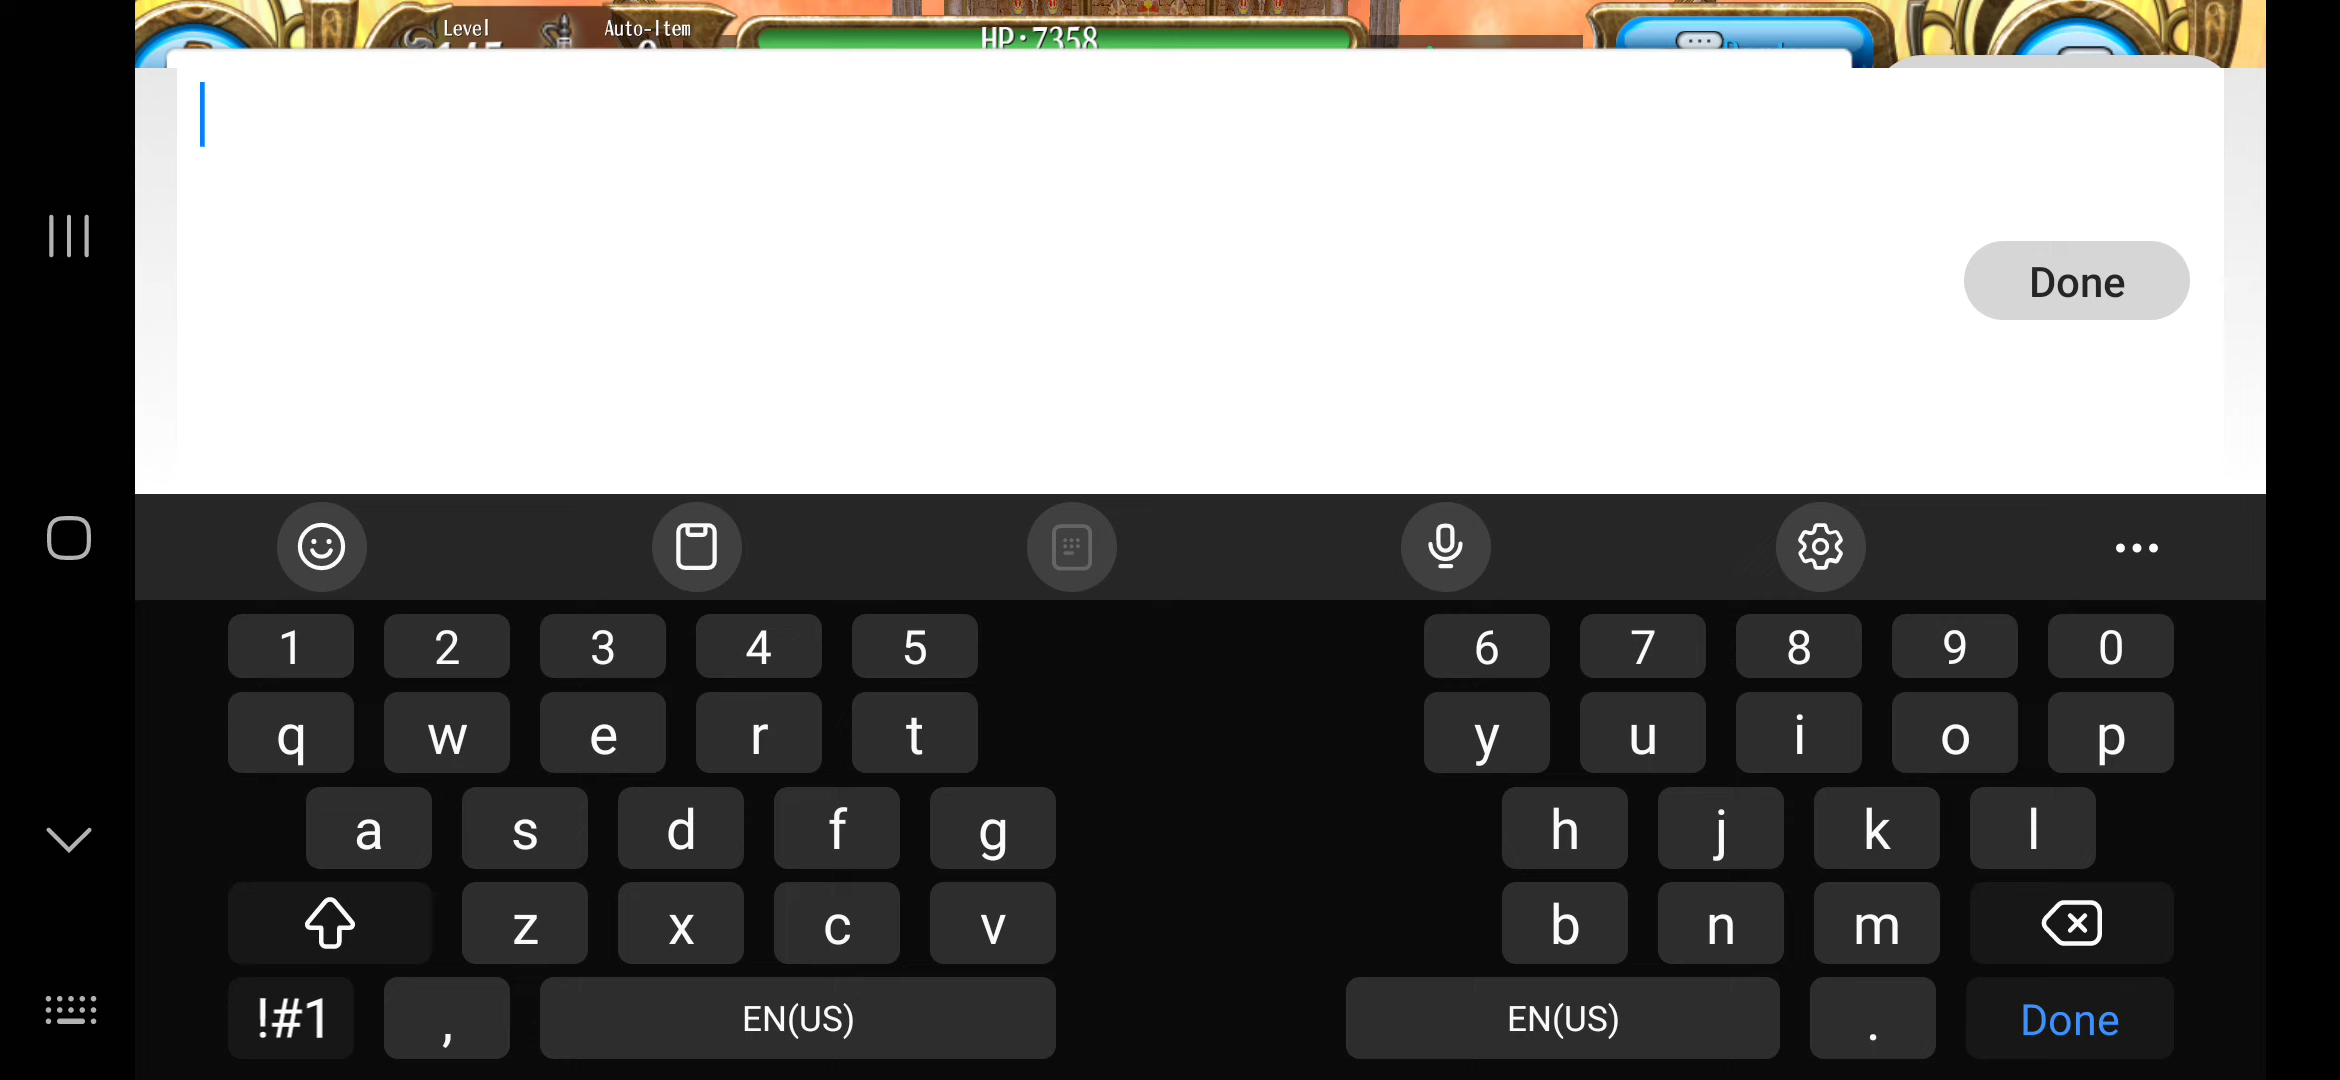 Level
Auto-Item
HP:7358
Done
1 2 3 4 5 6 7 8 9 0
q w e r t y u i o p
a s d f g h j k l
z x c v b n m
!#1 , EN(US) EN(US) . Done